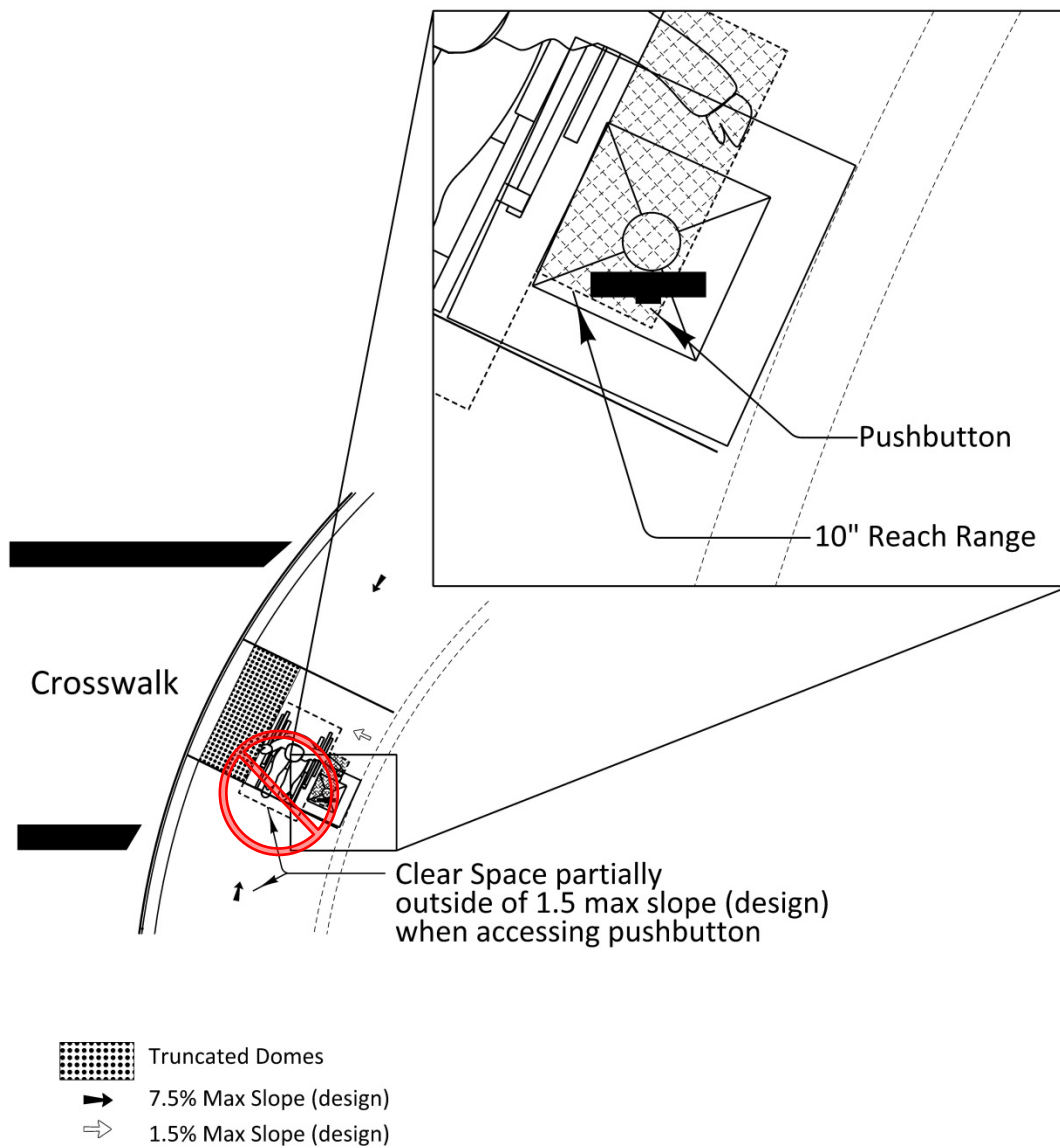 Pushbutton
10" Reach Range
Crosswalk
Clear Space partially
outside of 1.5 max slope (design)
when accessing pushbutton
Truncated Domes
7.5% Max Slope (design)
1.5% Max Slope (design)